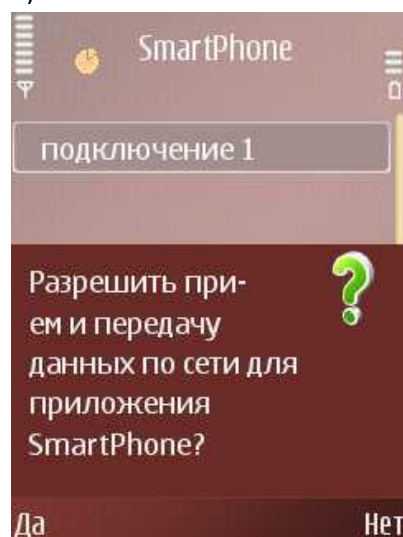 SmartPhone
подключение 1
Разрешить при-
ем и передачу
данных по сети для
приложения
SmartPhone?
Да Нет